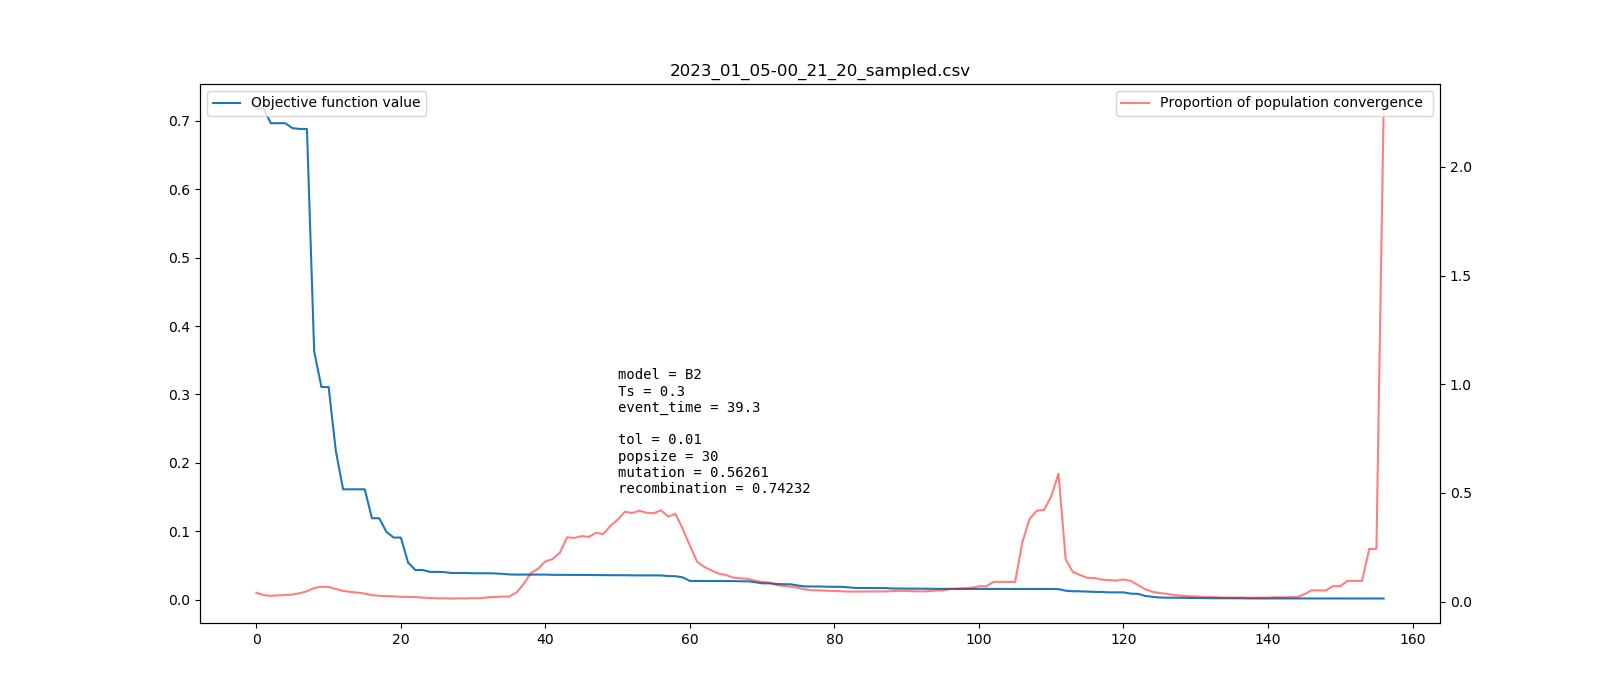 2023_01_05-00_21_20_sampled.csv
Objective function value
Proportion of population convergence
0.7
0.6
0.5
0.4
0.3
0.2
0.1
0.0
2.0
1.5
1.0
0.5
0.0
model = B2
Ts = 0.3
event_time = 39.3
tol = 0.01
popsize = 30
mutation = 0.56261
recombination = 0.74232
0 20 40 60 80 100 120 140 160